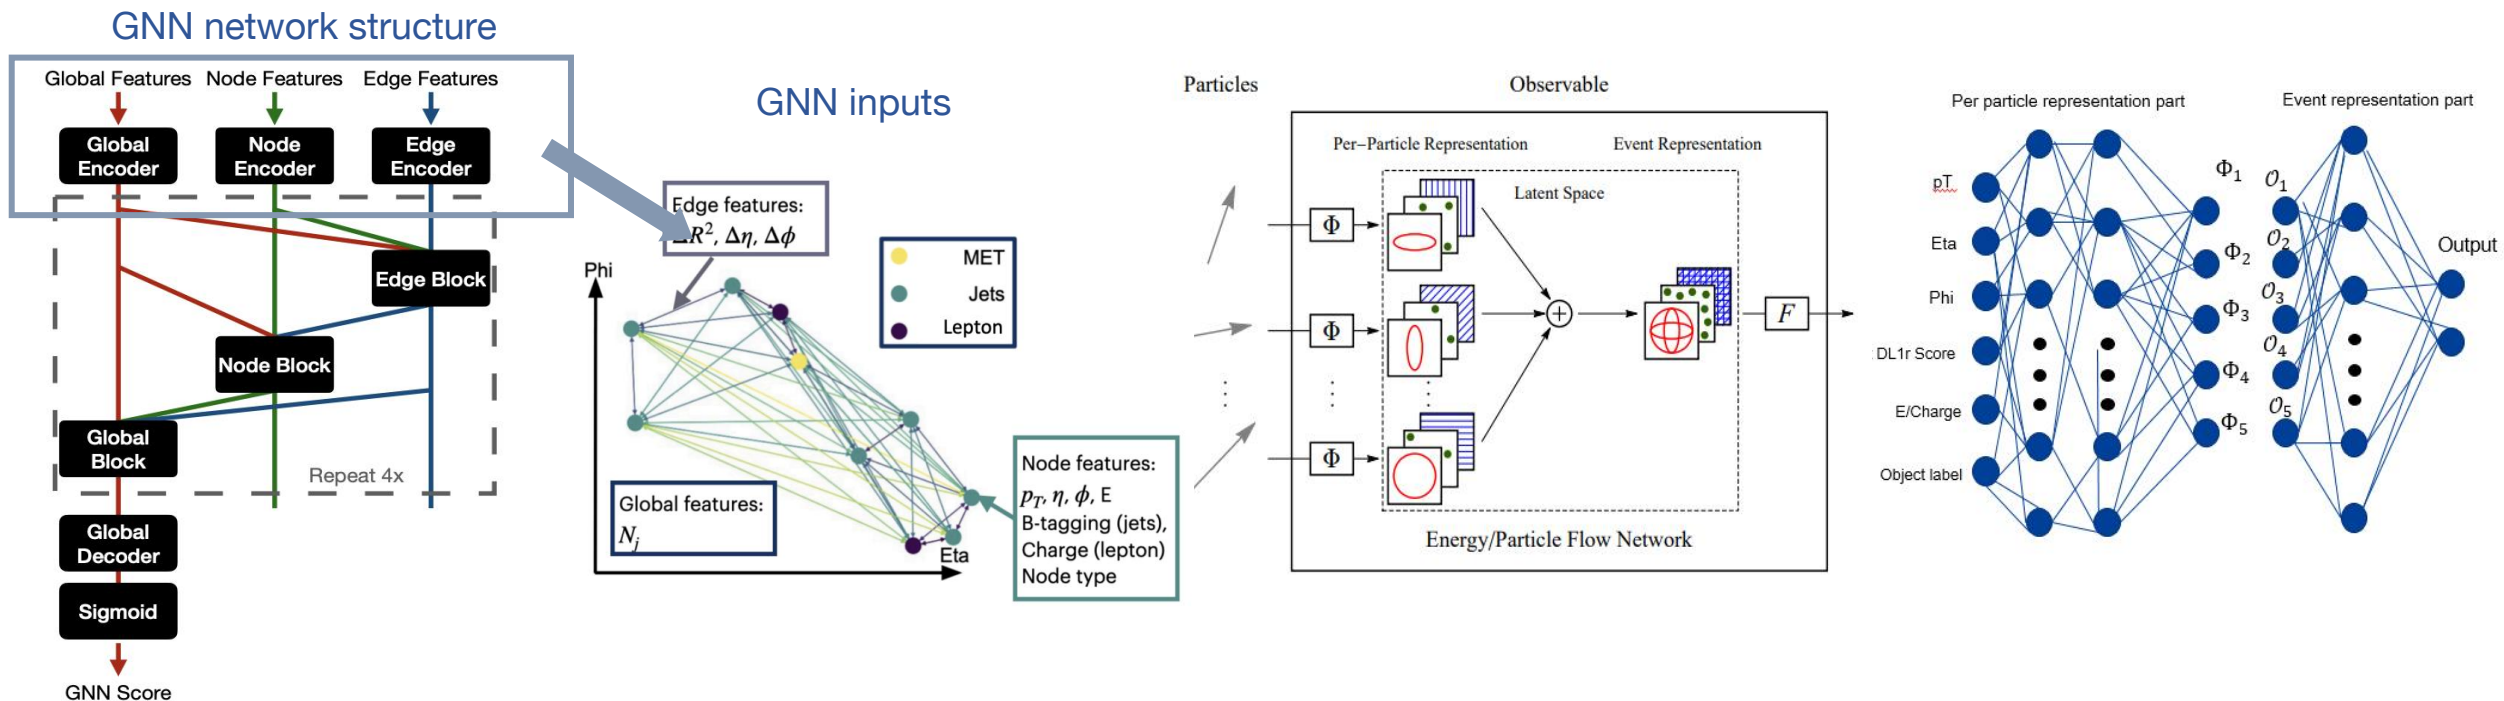 GNN network structure
Global Features
Node Features
Edge Features
Global
Encoder
Node
Encoder
Edge
Encoder
Edge Block
Node Block
Global
Block
Repeat 4x
Global
Decoder
Sigmoid
GNN Score
GNN inputs
Edge features:
ΔR², Δη, Δϕ
MET
Jets
Lepton
Phi
Eta
Global features:
N_j
Node features:
p_T, η, ϕ, E
B-tagging (jets),
Charge (lepton)
Node type
Particles
Observable
Per−Particle Representation
Event Representation
Latent Space
Φ
Φ
Φ
F
Energy/Particle Flow Network
Per particle representation part
Event representation part
pT
Eta
Phi
: DL1r Score
E/Charge
Object label
Φ₁
Φ₂
Φ₃
Φ₄
Φ₅
𝒪₁
𝒪₂
𝒪₃
𝒪₄
𝒪₅
Output